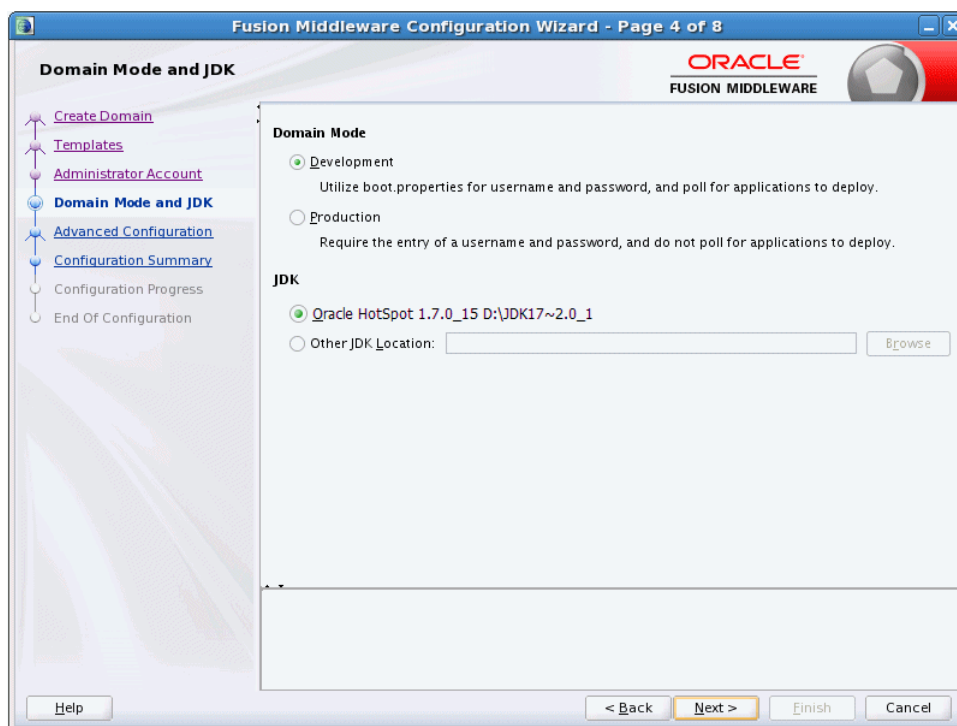 Fusion Middleware Configuration Wizard - Page 4 of 8
Domain Mode and JDK
ORACLE
FUSION MIDDLEWARE
Create Domain
Templates
Administrator Account
Domain Mode and JDK
Advanced Configuration
Configuration Summary
Configuration Progress
End Of Configuration
Domain Mode
Development
Utilize boot.properties for username and password, and poll for applications to deploy.
Production
Require the entry of a username and password, and do not poll for applications to deploy.
JDK
Oracle HotSpot 1.7.0_15 D:\JDK17~2.0_1
Other JDK Location: Browse
Help < Back Next > Finish Cancel